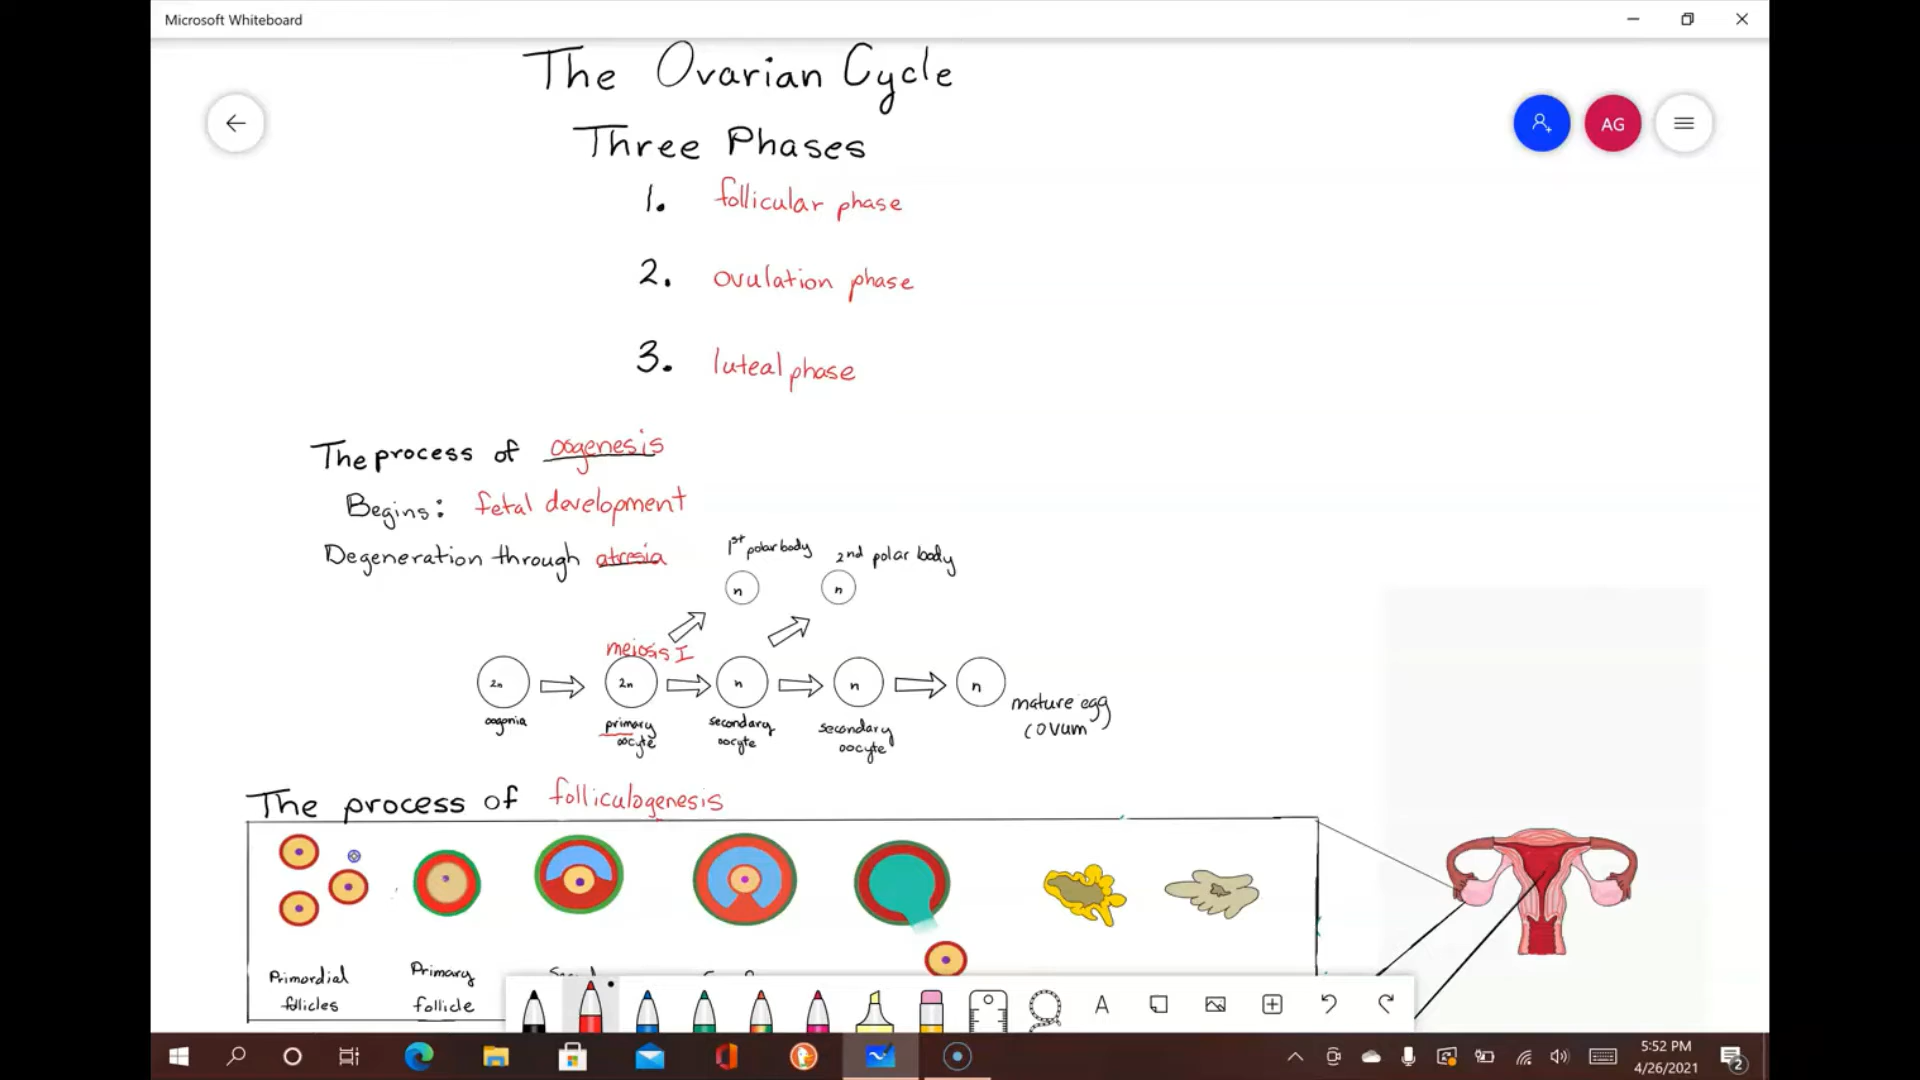 Microsoft Whiteboard
The Ovarian Cycle
AG
Three Phases
1. follicular phase
2. ovulation phase
3. luteal phase
The process of oogenesis
Begins: fetal development
Degeneration through atresia
1st polar body
2nd polar body
n
n
meiosis I
2n
2n
n
n
n
oogonia
primary oocyte
secondary oocyte
secondary oocyte
mature egg
(ovum
The process of folliculogenesis
Primordial follicles
Primary follicle
A
5:52 PM
4/26/2021
2